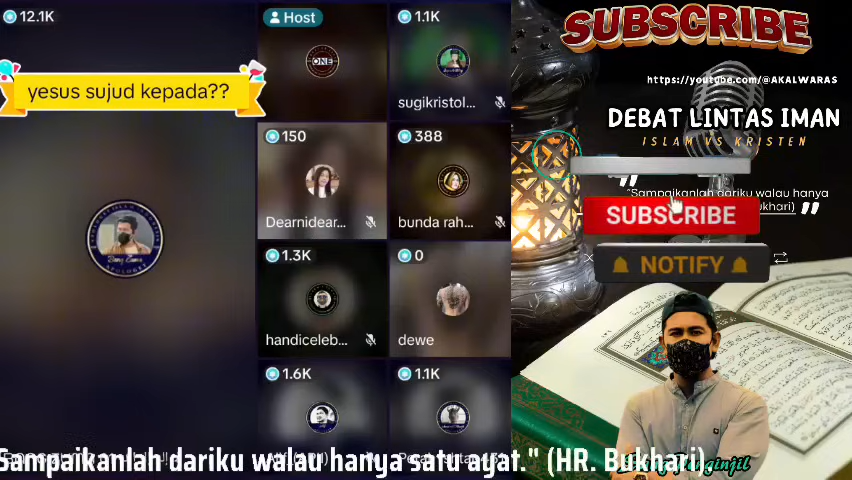 12.1K
yesus sujud kepada??
Host
ONE
1.1K
sugikristol...
150
Dearnidear...
388
bunda rah...
1.3K
handiceleb...
0
dewe
1.6K
1.1K
SUBSCRIBE
https://youtube.com/@AKALWARAS
DEBAT LINTAS IMAN
ISLAM VS KRISTEN
"Sampaikanlah dariku walau hanya
ukhari) "
SUBSCRIBE
NOTIFY
Sampaikanlah dariku walau hanya satu ayat." (HR. Bukhari)